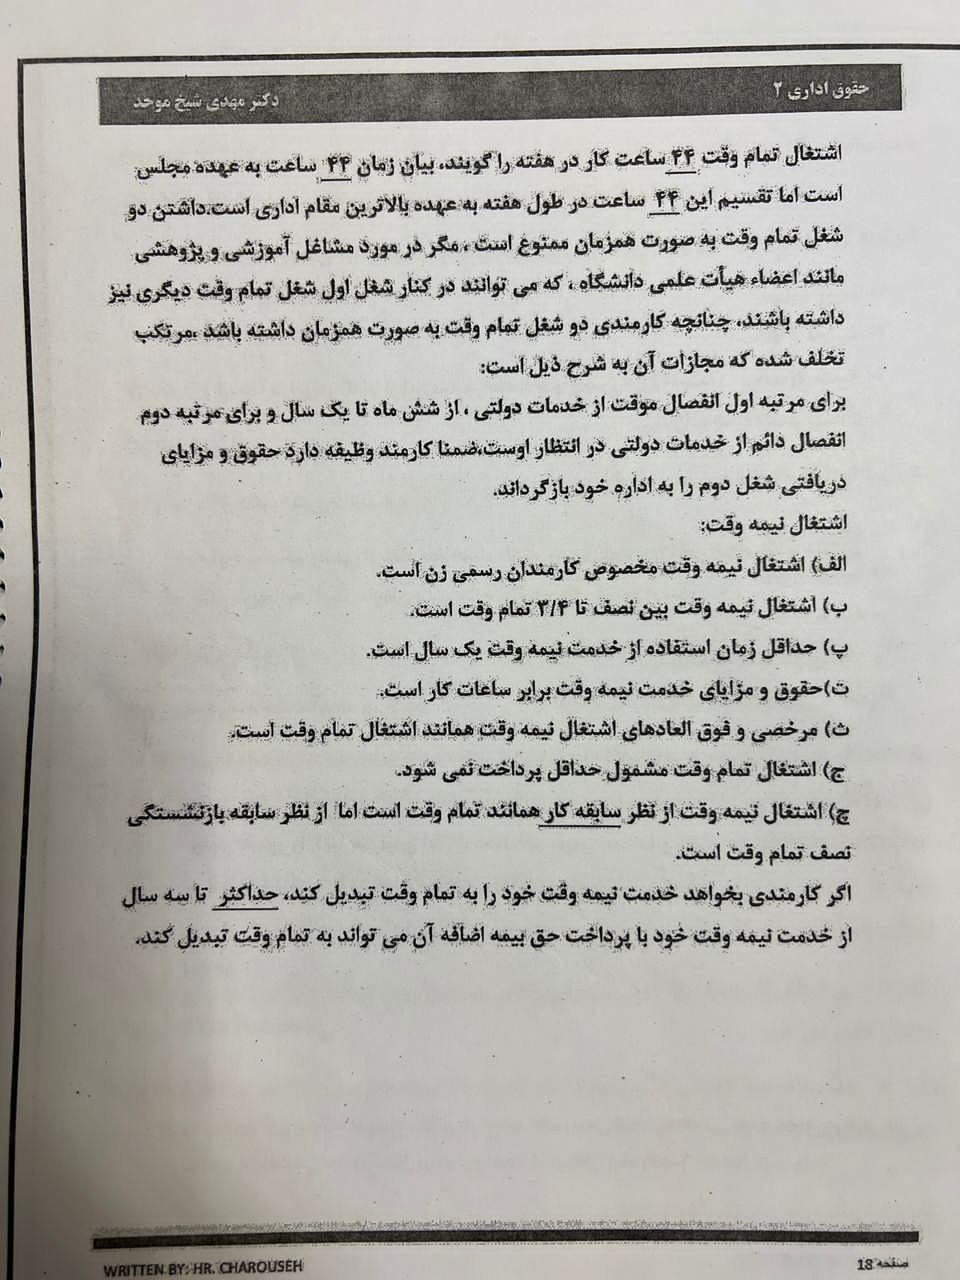 حقوق اداری ۲
دکتر مهدی شیخ موحد
اشتغال تمام وقت ۴۴ ساعت کار در هفته را گویند، بیان زمان ۴۴ ساعت به عهده مجلس
است اما تقسیم این ۴۴ ساعت در طول هفته به عهده بالاترین مقام اداری است.داشتن دو
شغل تمام وقت به صورت همزمان ممنوع است ، مگر در مورد مشاغل آموزشی و پژوهشی
مانند اعضاء هیأت علمی دانشگاه ، که می توانند در کنار شغل اول شغل تمام وقت دیگری نیز
داشته باشند، چنانچه کارمندی دو شغل تمام وقت به صورت همزمان داشته باشد ،مرتکب
تخلف شده که مجازات آن به شرح ذیل است:
برای مرتبه اول انفصال موقت از خدمات دولتی ، از شش ماه تا یک سال و برای مرتبه دوم
انفصال دائم از خدمات دولتی در انتظار اوست،ضمنا کارمند وظیفه دارد حقوق و مزایای
دریافتی شغل دوم را به اداره خود بازگرداند.
اشتغال نیمه وقت:
الف) اشتغال نیمه وقت مخصوص کارمندان رسمی زن است.
ب) اشتغال نیمه وقت بین نصف تا ۳/۴ تمام وقت است.
پ) حداقل زمان استفاده از خدمت نیمه وقت یک سال است.
ت)حقوق و مزایای خدمت نیمه وقت برابر ساعات کار است.
ث) مرخصی و فوق العادهای اشتغال نیمه وقت همانند اشتغال تمام وقت است.
ج) اشتغال تمام وقت مشمول حداقل پرداخت نمی شود.
چ) اشتغال نیمه وقت از نظر سابقه کار همانند تمام وقت است اما از نظر سابقه بازنشستگی
نصف تمام وقت است.
اگر کارمندی بخواهد خدمت نیمه وقت خود را به تمام وقت تبدیل کند، حداکثر تا سه سال
از خدمت نیمه وقت خود با پرداخت حق بیمه اضافه آن می تواند به تمام وقت تبدیل کند.
صفحه 18
WRITTEN BY: HR. CHAROUSEH